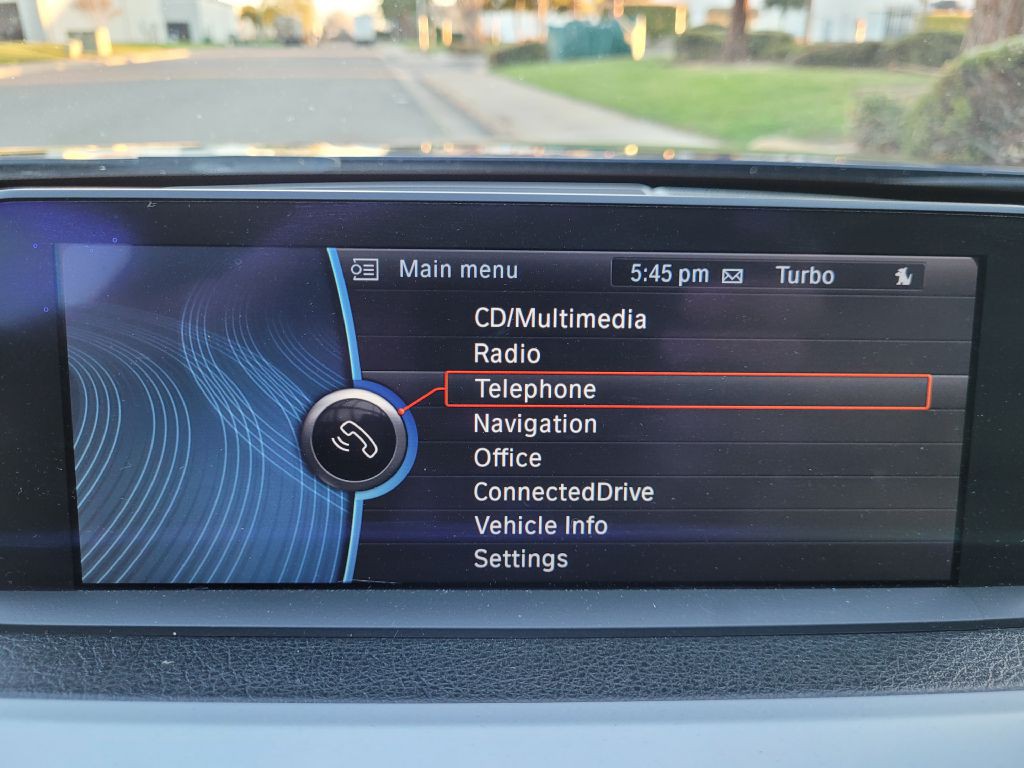 Main menu 5:45 pm Turbo
CD/Multimedia
Radio
Telephone
Navigation
Office
ConnectedDrive
Vehicle Info
Settings